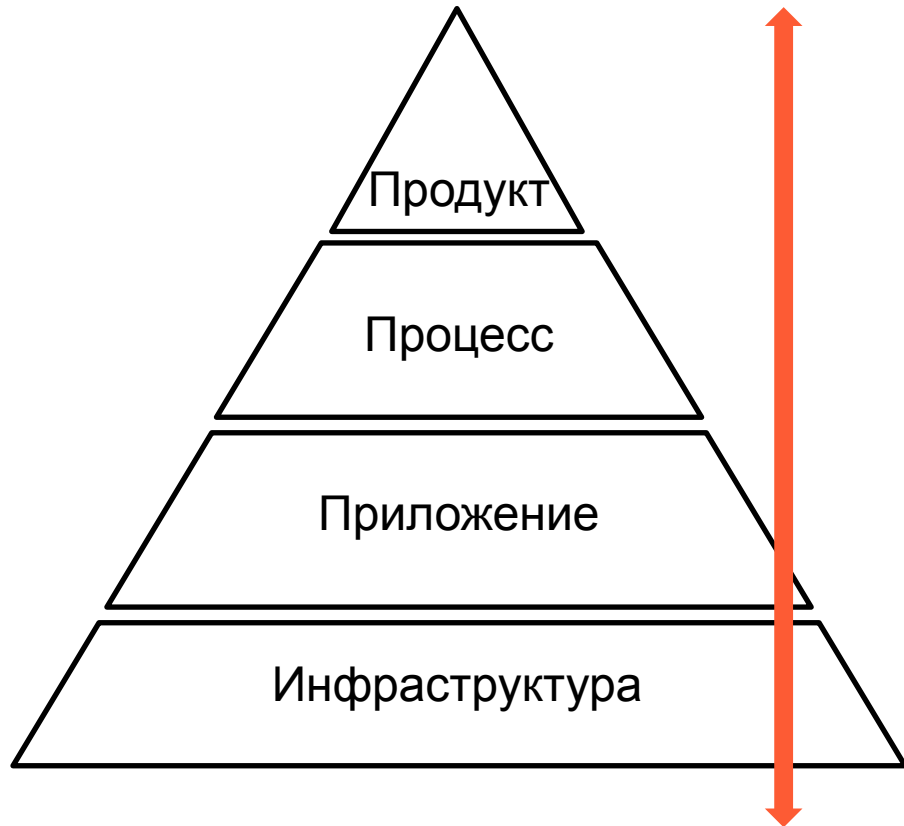 Продукт
Процесс
Приложение
Инфраструктура